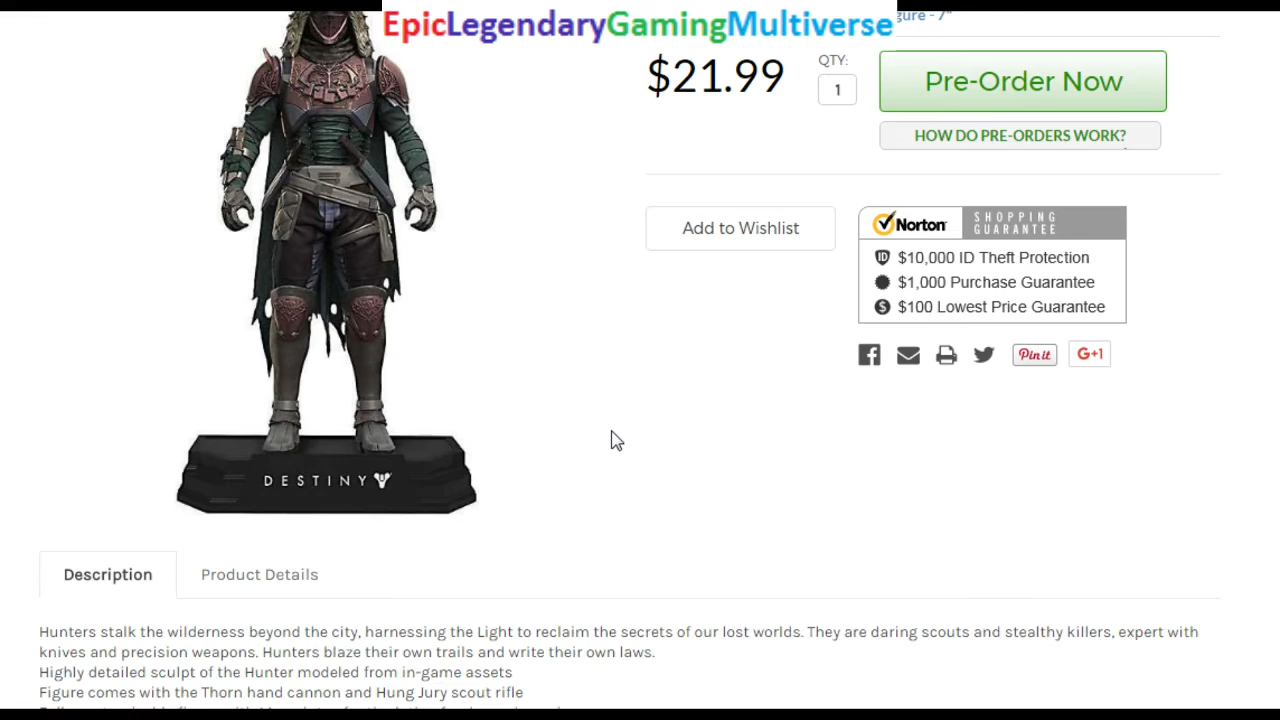 EpicLegendaryGamingMultiverse
gure - 7"
$21.99
QTY:
1
Pre-Order Now
HOW DO PRE-ORDERS WORK?
Add to Wishlist
Norton
SHOPPING
GUARANTEE
ID $10,000 ID Theft Protection
$1,000 Purchase Guarantee
$ $100 Lowest Price Guarantee
Pin it
G+1
DESTINY
Description
Product Details
Hunters stalk the wilderness beyond the city, harnessing the Light to reclaim the secrets of our lost worlds. They are daring scouts and stealthy killers, expert with
knives and precision weapons. Hunters blaze their own trails and write their own laws.
Highly detailed sculpt of the Hunter modeled from in-game assets
Figure comes with the Thorn hand cannon and Hung Jury scout rifle